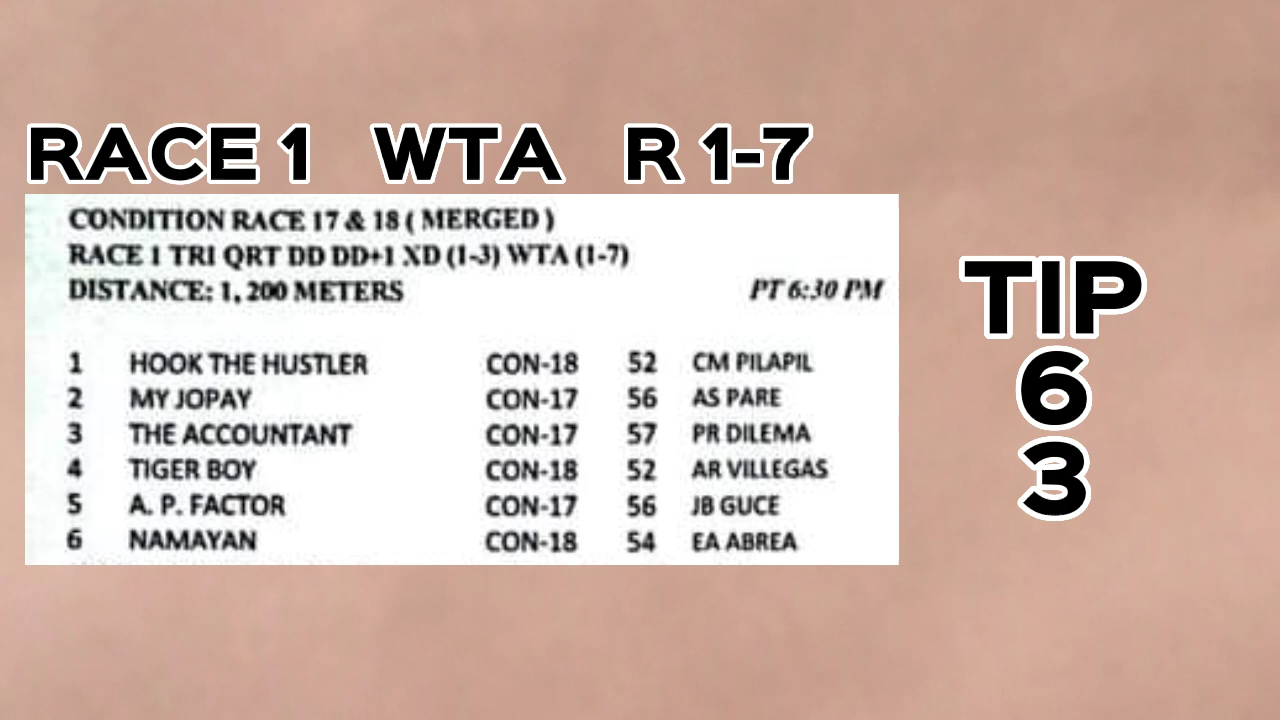 RACE 1 WTA R 1-7
CONDITION RACE 17 & 18 ( MERGED )
RACE 1 TRI QRT DD DD+1 XD (1-3) WTA (1-7)
DISTANCE: 1, 200 METERS PT 6:30 PM
1 HOOK THE HUSTLER CON-18 52 CM PILAPIL
2 MY JOPAY CON-17 56 AS PARE
3 THE ACCOUNTANT CON-17 57 PR DILEMA
4 TIGER BOY CON-18 52 AR VILLEGAS
5 A. P. FACTOR CON-17 56 JB GUCE
6 NAMAYAN CON-18 54 EA ABREA
TIP
6
3